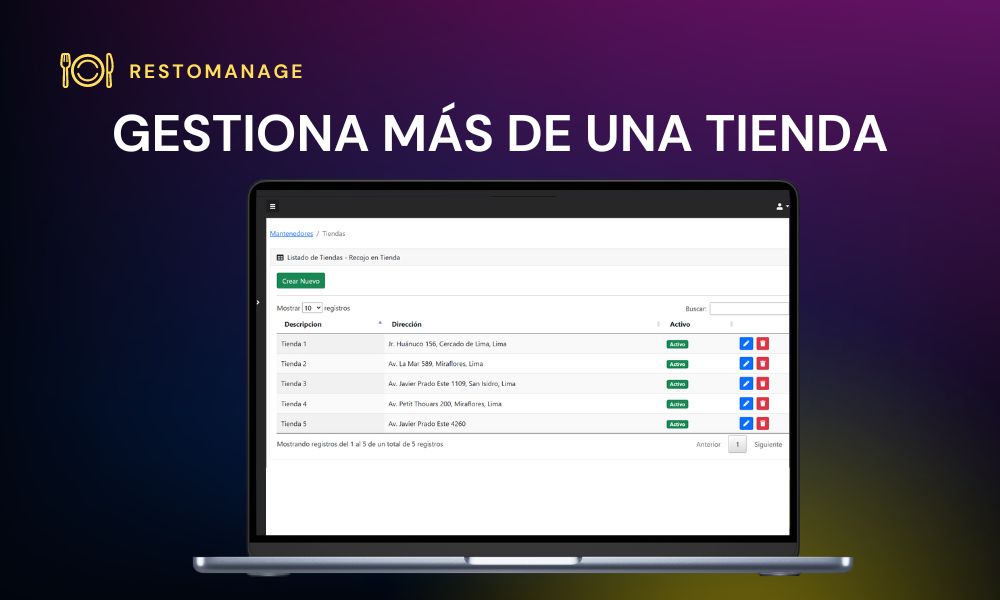 RESTOMANAGE
GESTIONA MÁS DE UNA TIENDA
Mantenedores / Tiendas
Listado de Tiendas - Recojo en Tienda
Crear Nuevo
Mostrar 10 registros
Buscar:
Descripcion Dirección Activo
Tienda 1 Jr. Huánuco 156, Cercado de Lima, Lima Activo
Tienda 2 Av. La Mar 589, Miraflores, Lima Activo
Tienda 3 Av. Javier Prado Este 1109, San Isidro, Lima Activo
Tienda 4 Av. Petit Thouars 200, Miraflores, Lima Activo
Tienda 5 Av. Javier Prado Este 4260 Activo
Mostrando registros del 1 al 5 de un total de 5 registros
Anterior 1 Siguiente